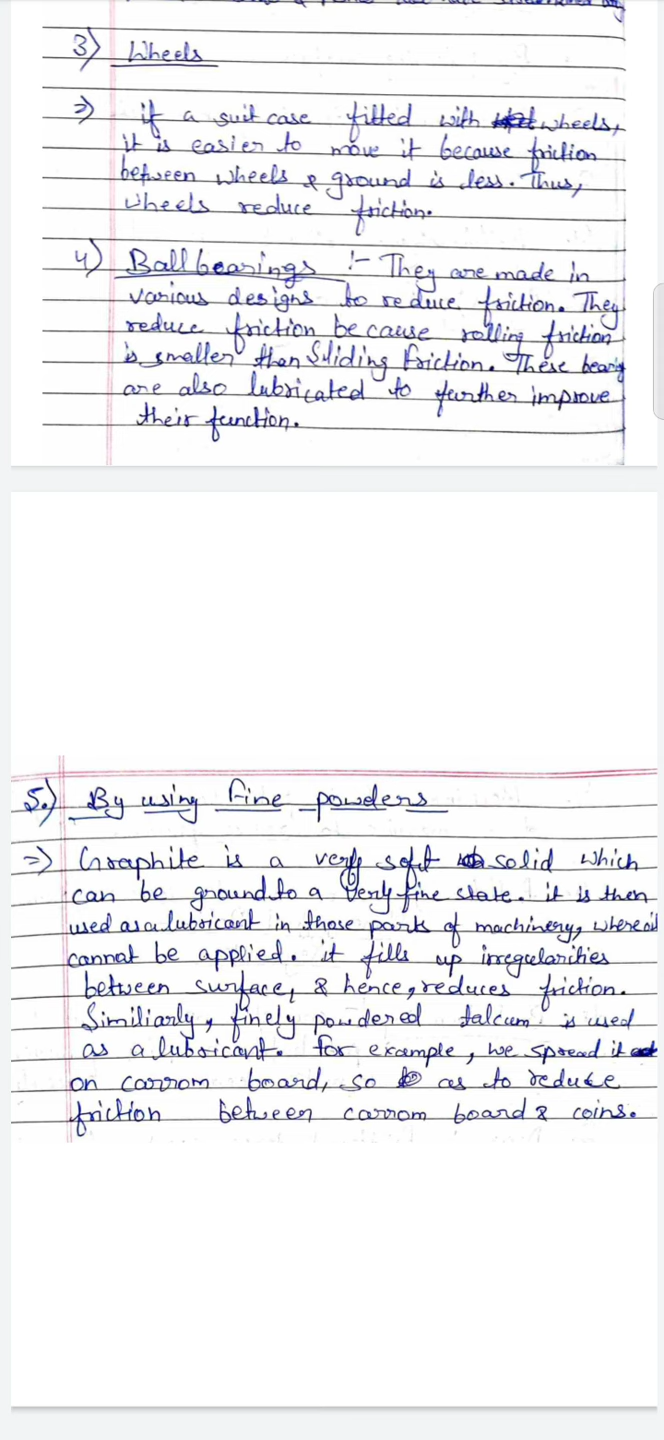 3) Wheels
⇒ if a suit case fitted with wheels,
it is easier to move it because friction
between wheels & ground is less. Thus,
wheels reduce friction.
4) Ball bearings :- They are made in
various designs to reduce friction. They
reduce friction be cause rolling friction
is smaller than Sliding friction. These bearing
are also lubricated to further improve
their function.
5.) By using fine powders
⇒ Graphite is a very soft solid which
can be ground to a very fine state. it is then
used as a lubricant in those parts of machinery, where oil
cannot be applied. it fills up irregularities
between surface, & hence, reduces friction.
Similiarly, finely powdered talcum is used
as a lubricant. for example, we spread it
on carrom board, so as to reduce
friction between carrom board & coins.